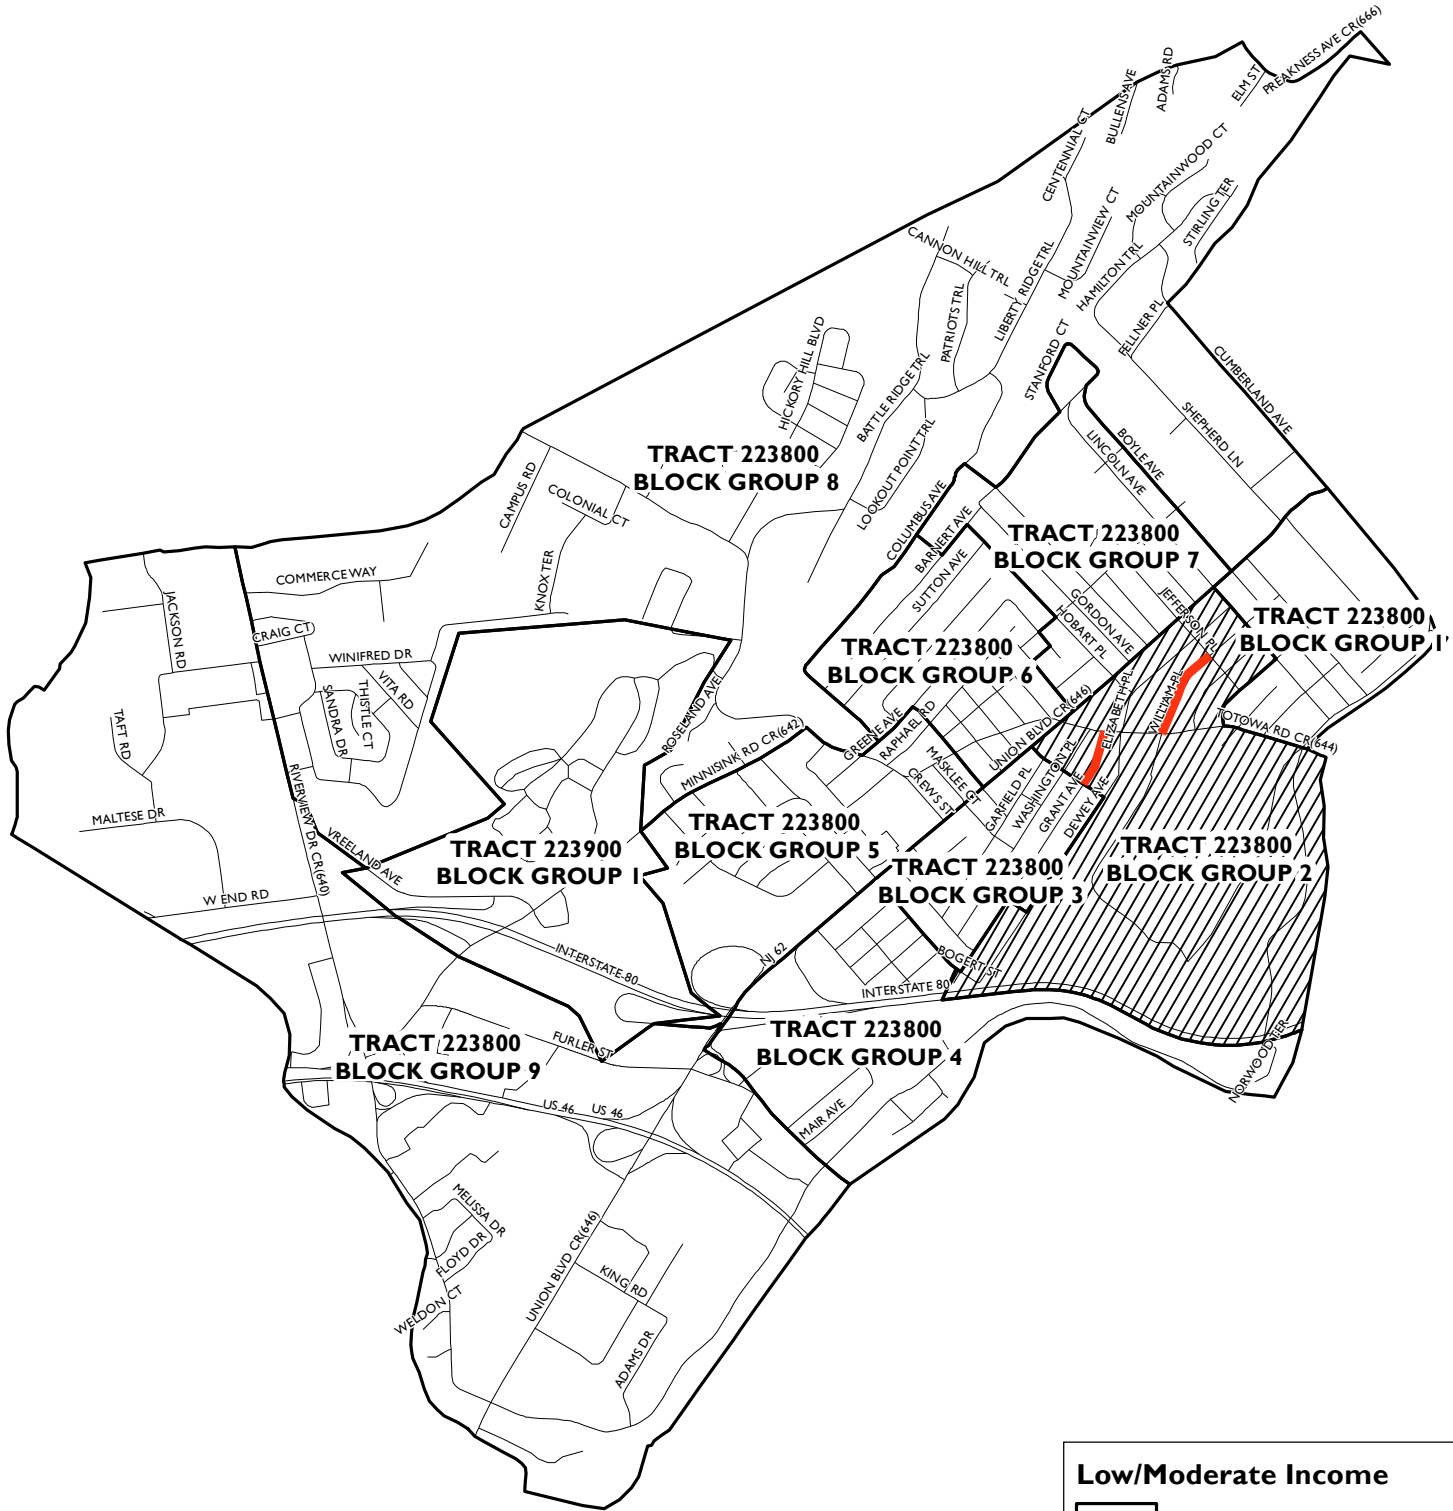 PREAKNESS AVE CR(666)
ADAMS RD
BULLENS AVE
ELM ST
CENTENNIAL CT
MOUNTAINWOOD CT
MOUNTAINVIEW CT
STIRLING TER
CANNON HILL TRL
HAMILTON TRL
LIBERTY RIDGE TRL
PATRIOTS TRL
FELLNER PL
STANFORD CT
HICKORY HILL BLVD
BATTLE RIDGE TRL
CUMBERLAND AVE
SHEPHERD LN
BOYLE AVE
LINCOLN AVE
LOOKOUT POINT TRL
TRACT 223800
BLOCK GROUP 8
CAMPUS RD
COLONIAL CT
COLUMBUS AVE
BARNERT AVE
SUTTON AVE
TRACT 223800
BLOCK GROUP 7
KNOX TER
COMMERCE WAY
JACKSON RD
CRAIG CT
WINIFRED DR
VITA RD
THISTLE CT
SANDRA DR
GORDON AVE
HOBART PL
JEFFERSON PL
TRACT 223800
BLOCK GROUP 1
TRACT 223800
BLOCK GROUP 6
ELIZABETH PL
WILLIAM PL
TOTOWA RD CR(644)
ROSELAND AVE
MINNISINK RD CR(642)
GREENE AVE
RAPHAEL RD
UNION BLVD CR(646)
MASKLEE CT
CREWS ST
GARFIELD PL
WASHINGTON PL
GRANT AVE
DEWEY AVE
TAFT RD
MALTESE DR
RIVERVIEW DR CR(640)
VREELAND AVE
W END RD
TRACT 223900
BLOCK GROUP 1
TRACT 223800
BLOCK GROUP 5
TRACT 223800
BLOCK GROUP 3
TRACT 223800
BLOCK GROUP 2
INTERSTATE 80
NJ 62
BOGERT ST
INTERSTATE 80
TRACT 223800
BLOCK GROUP 9
FURLER ST
TRACT 223800
BLOCK GROUP 4
NORWOOD TER
US 46
US 46
MAIR AVE
MELISSA DR
FLOYD DR
WELDON CT
UNION BLVD CR(646)
KING RD
ADAMS DR
Low/Moderate Income